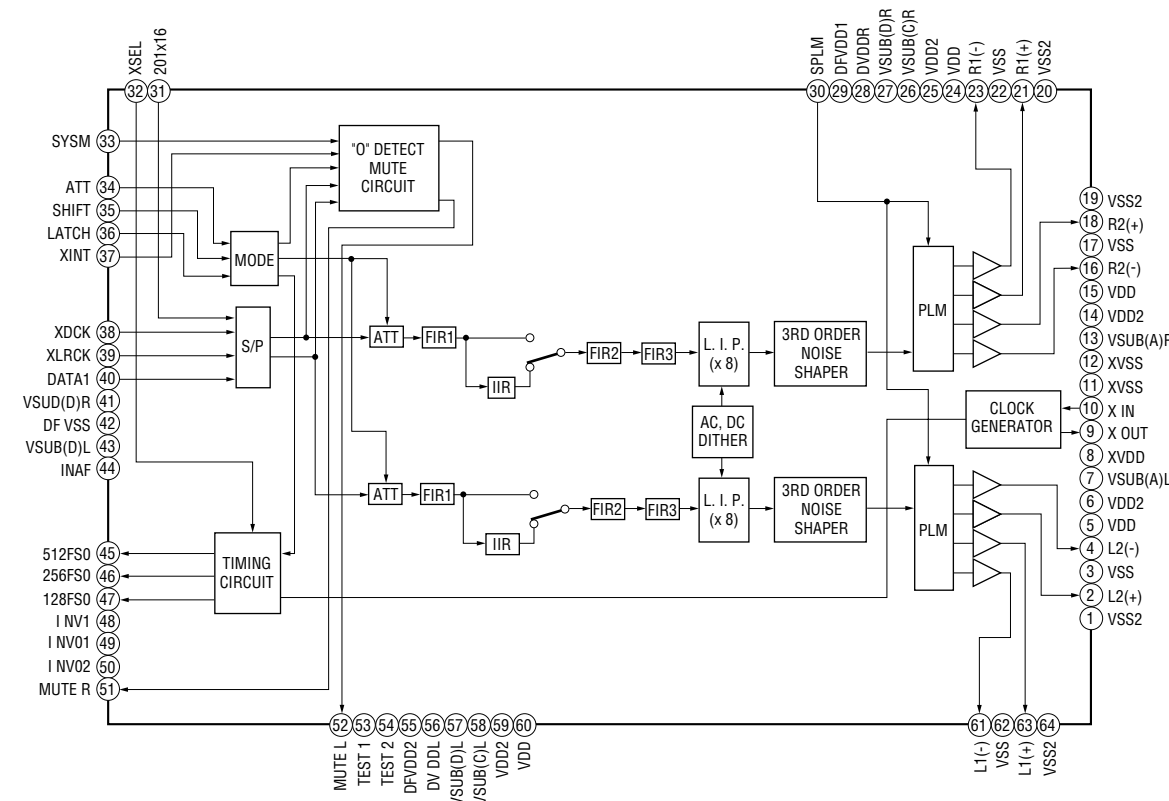 XSEL
201x16
32
31
SPLM
DFVDD1
DVDDR
VSUB(D)R
VSUB(C)R
VDD2
VDD
R1(-)
VSS
R1(+)
VSS2
30
29
28
27
26
25
24
23
22
21
20
SYSM 33
ATT 34
SHIFT 35
LATCH 36
XINT 37
XDCK 38
XLRCK 39
DATA1 40
VSUD(D)R 41
DF VSS 42
VSUB(D)L 43
INAF 44
512FS0 45
256FS0 46
128FS0 47
I NV1 48
I NV01 49
I NV02 50
MUTE R 51
"O" DETECT
MUTE
CIRCUIT
MODE
S/P
ATT
FIR1
IIR
FIR2
FIR3
L. I. P.
(x 8)
3RD ORDER
NOISE
SHAPER
PLM
AC, DC
DITHER
CLOCK
GENERATOR
ATT
FIR1
IIR
FIR2
FIR3
L. I. P.
(x 8)
3RD ORDER
NOISE
SHAPER
PLM
TIMING
CIRCUIT
19 VSS2
18 R2(+)
17 VSS
16 R2(-)
15 VDD
14 VDD2
13 VSUB(A)R
12 XVSS
11 XVSS
10 X IN
9 X OUT
8 XVDD
7 VSUB(A)L
6 VDD2
5 VDD
4 L2(-)
3 VSS
2 L2(+)
1 VSS2
52
53
54
55
56
57
58
59
60
MUTE L
TEST 1
TEST 2
DFVDD2
DV DDL
VSUB(D)L
VSUB(C)L
VDD2
VDD
61
62
63
64
L1(-)
VSS
L1(+)
VSS2